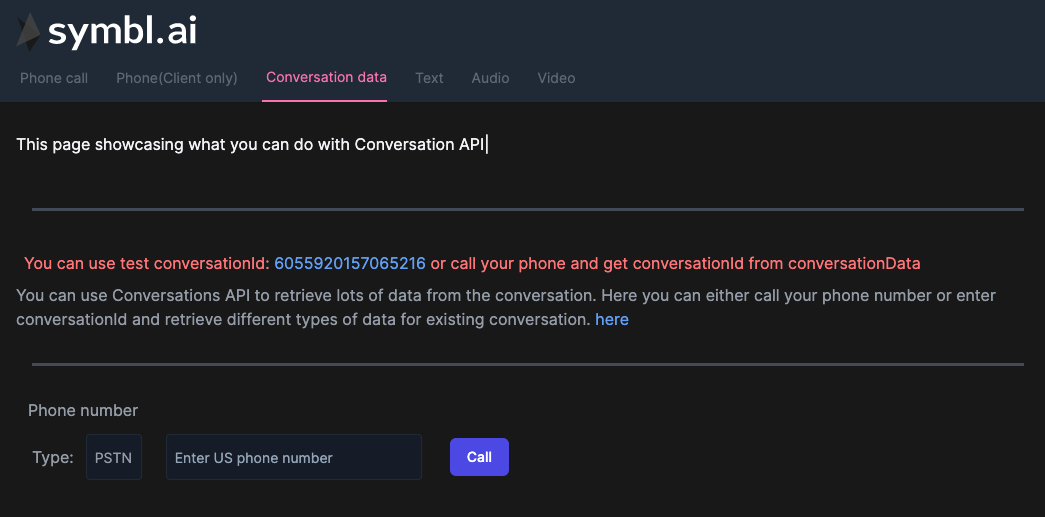 symbl.ai
Phone call Phone(Client only) Conversation data Text Audio Video
This page showcasing what you can do with Conversation API|
You can use test conversationId: 6055920157065216 or call your phone and get conversationId from conversationData
You can use Conversations API to retrieve lots of data from the conversation. Here you can either call your phone number or enter
conversationId and retrieve different types of data for existing conversation. here
Phone number
Type: PSTN Enter US phone number Call